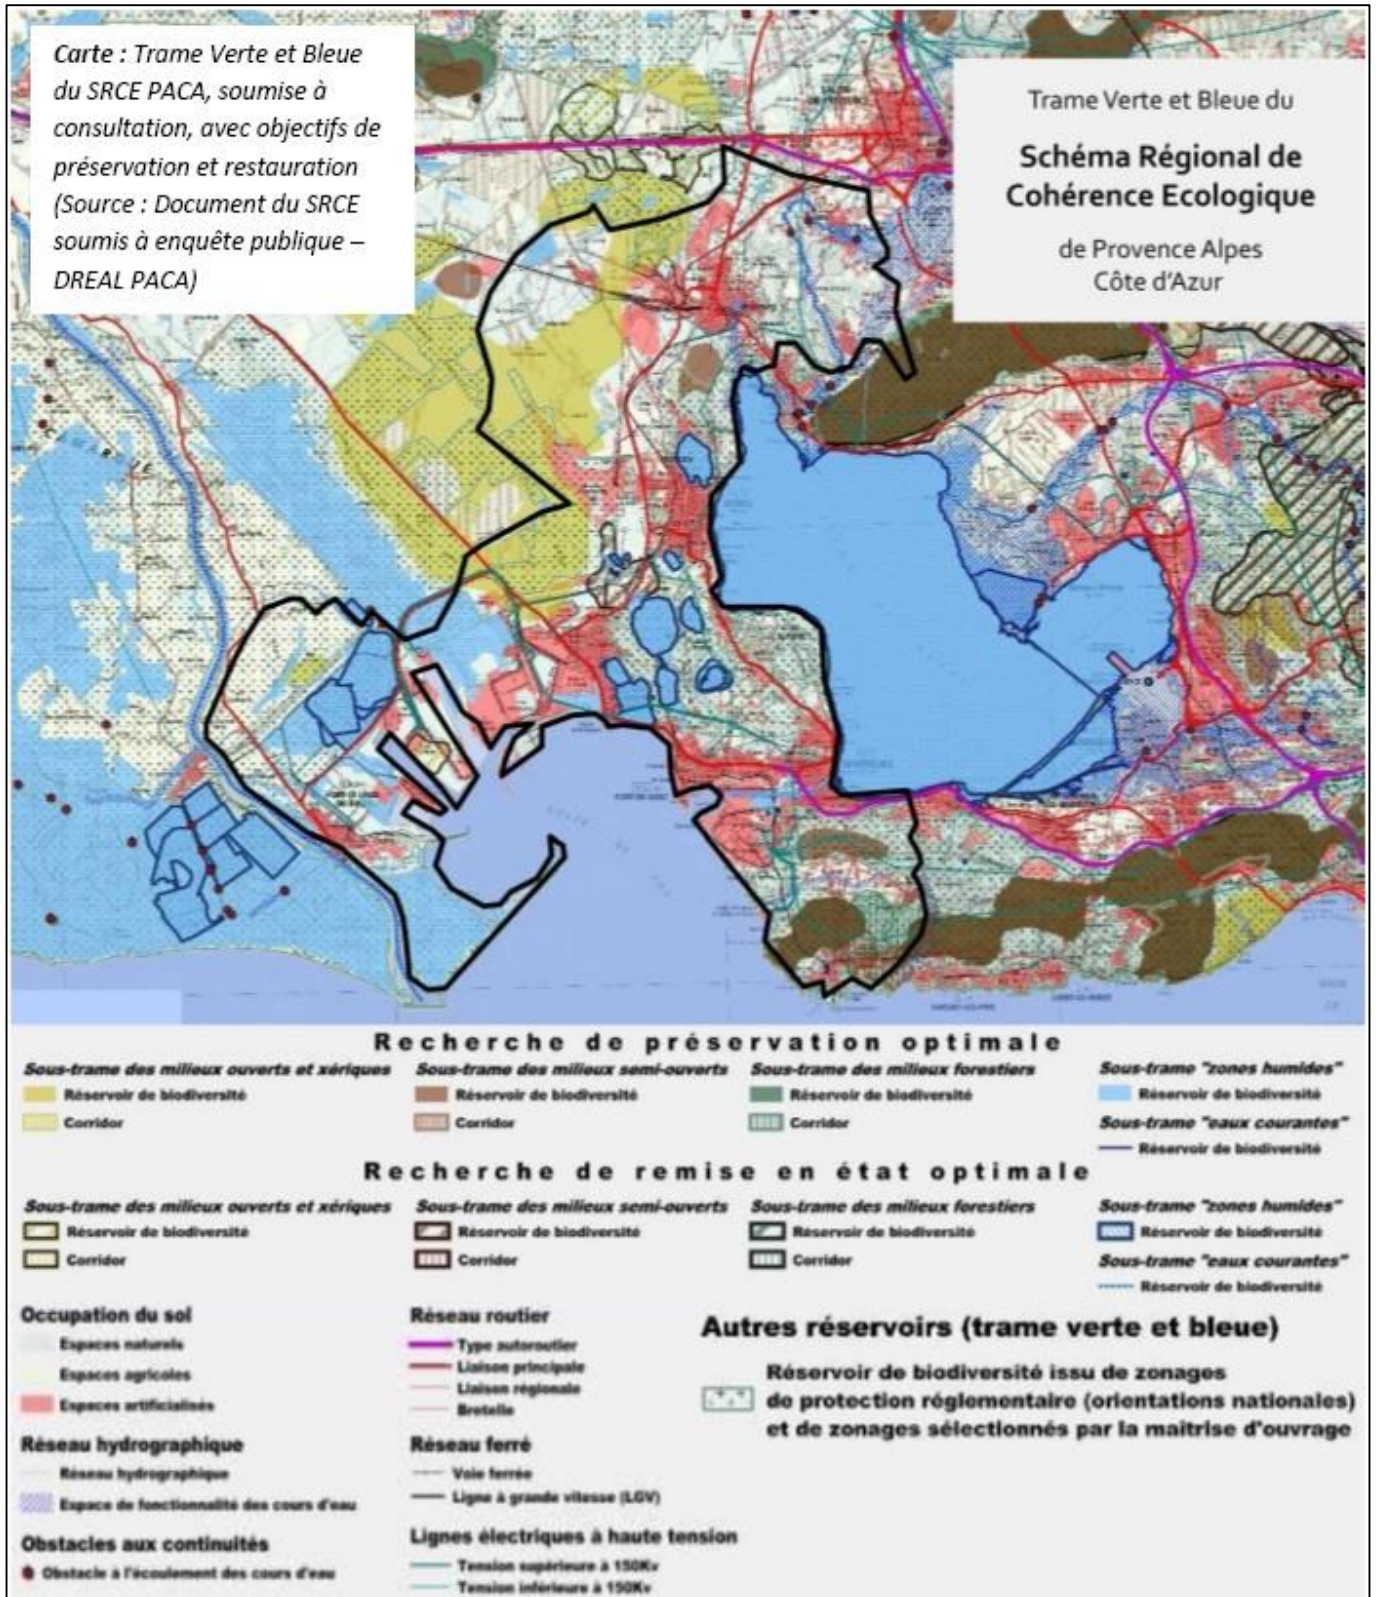 Carte : Trame Verte et Bleue
du SRCE PACA, soumise à
consultation, avec objectifs de
préservation et restauration
(Source : Document du SRCE
soumis à enquête publique –
DREAL PACA)
Trame Verte et Bleue du
Schéma Régional de
Cohérence Ecologique
de Provence Alpes
Côte d'Azur
Recherche de préservation optimale
Sous-trame des milieux ouverts et xériques
Réservoir de biodiversité
Corridor
Sous-trame des milieux semi-ouverts
Réservoir de biodiversité
Corridor
Sous-trame des milieux forestiers
Réservoir de biodiversité
Corridor
Sous-trame "zones humides"
Réservoir de biodiversité
Sous-trame "eaux courantes"
Réservoir de biodiversité
Recherche de remise en état optimale
Sous-trame des milieux ouverts et xériques
Réservoir de biodiversité
Corridor
Sous-trame des milieux semi-ouverts
Réservoir de biodiversité
Corridor
Sous-trame des milieux forestiers
Réservoir de biodiversité
Corridor
Sous-trame "zones humides"
Réservoir de biodiversité
Sous-trame "eaux courantes"
Réservoir de biodiversité
Occupation du sol
Espaces naturels
Espaces agricoles
Espaces artificialisés
Réseau hydrographique
Réseau hydrographique
Espace de fonctionnalité des cours d'eau
Obstacles aux continuités
Obstacle à l'écoulement des cours d'eau
Réseau routier
Type autoroutier
Liaison principale
Liaison régionale
Bretelle
Réseau ferré
Voie ferrée
Ligne à grande vitesse (LGV)
Lignes électriques à haute tension
Tension supérieure à 150Kv
Tension inférieure à 150Kv
Autres réservoirs (trame verte et bleue)
Réservoir de biodiversité issu de zonages
de protection réglementaire (orientations nationales)
et de zonages sélectionnés par la maîtrise d'ouvrage